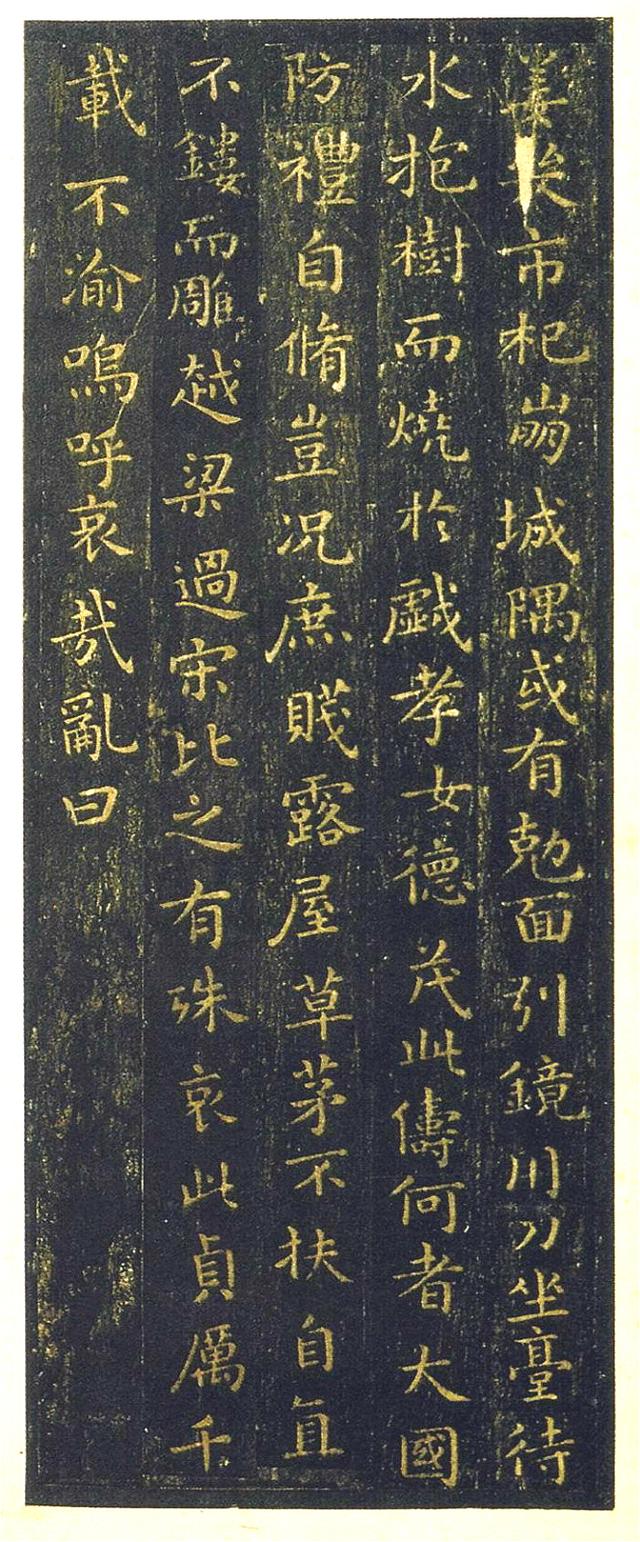 姜哭市杞崩城隅或有勀面引鏡川刀坐臺待
水抱樹而燒於戲孝女德茂此儔何者大國
防禮自脩豈况庶賤露屋草茅不扶自直
不鏤而雕越梁過宋比之有殊哀此貞厲千
載不渝嗚呼哀哉亂曰